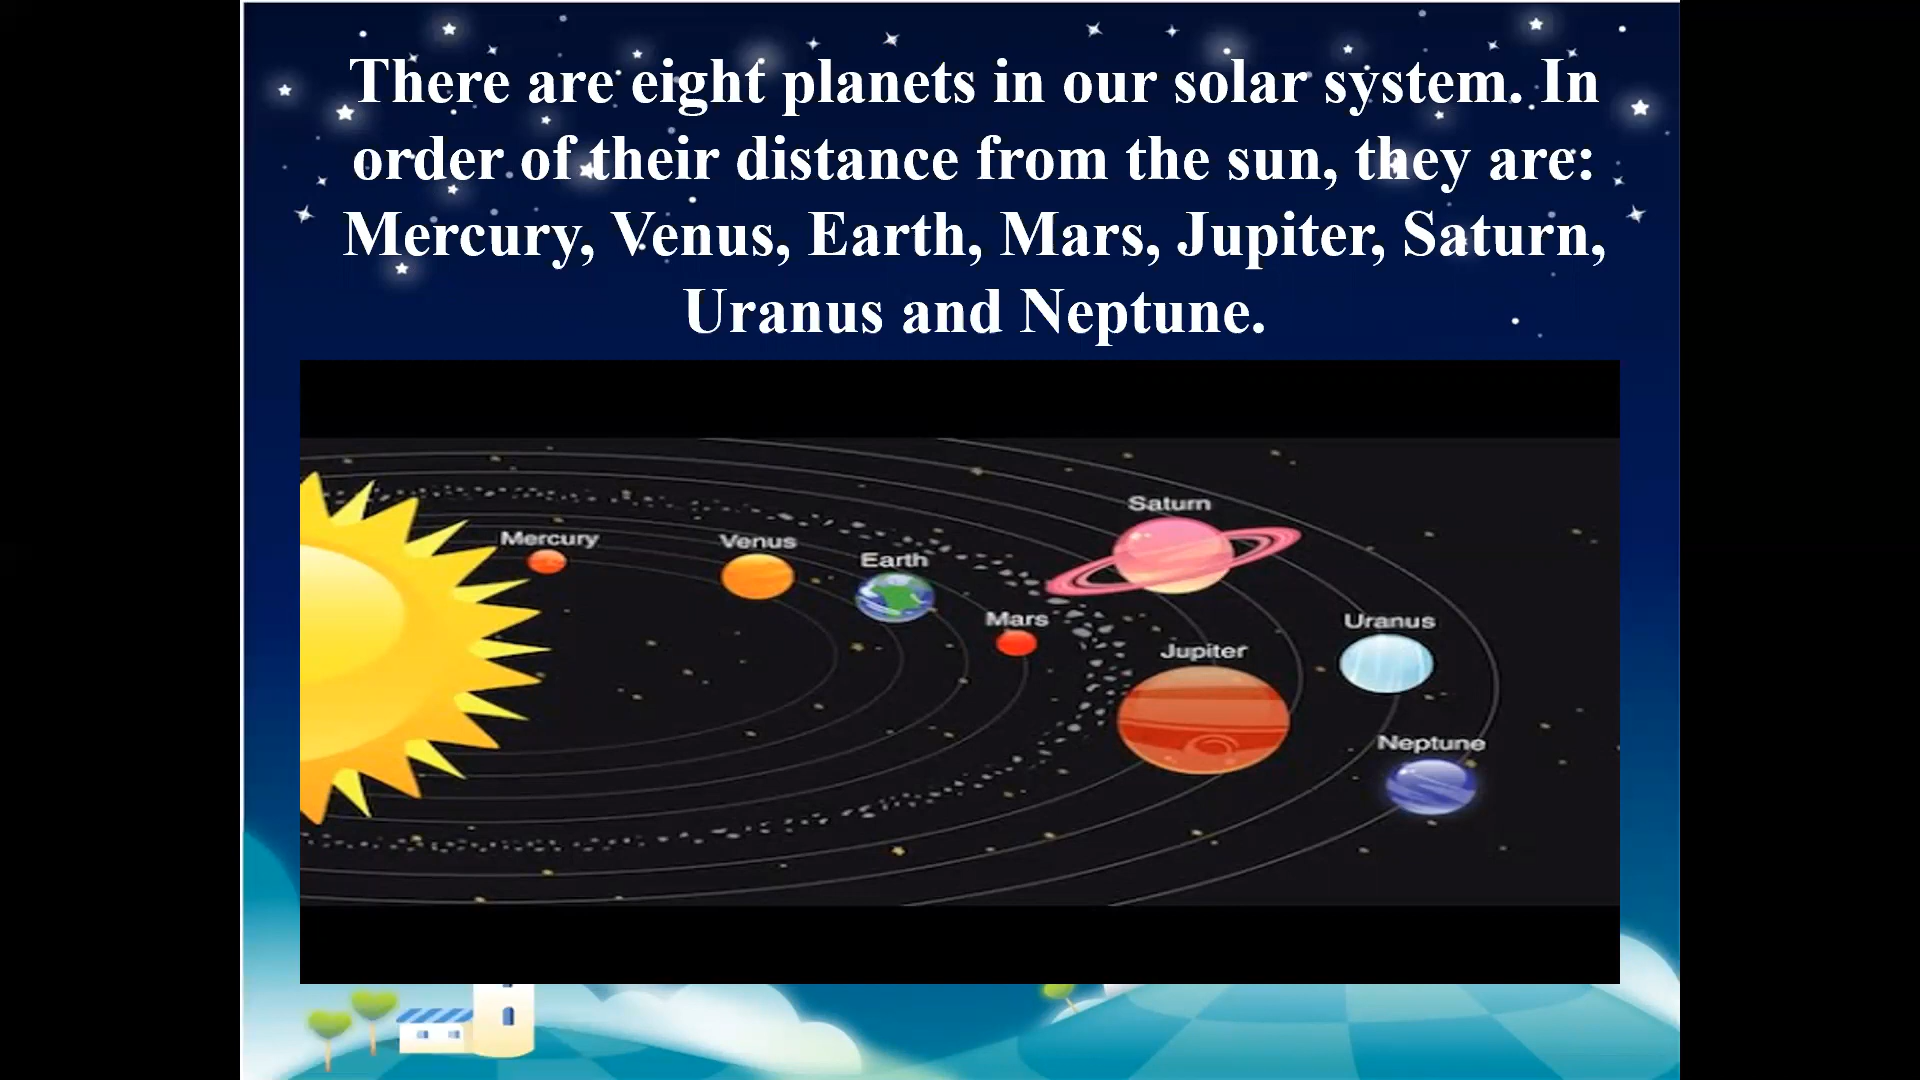 There are eight planets in our solar system. In
order of their distance from the sun, they are:
Mercury, Venus, Earth, Mars, Jupiter, Saturn,
Uranus and Neptune.
Saturn
Mercury
Venus
Earth
Mars
Uranus
Jupiter
Neptune